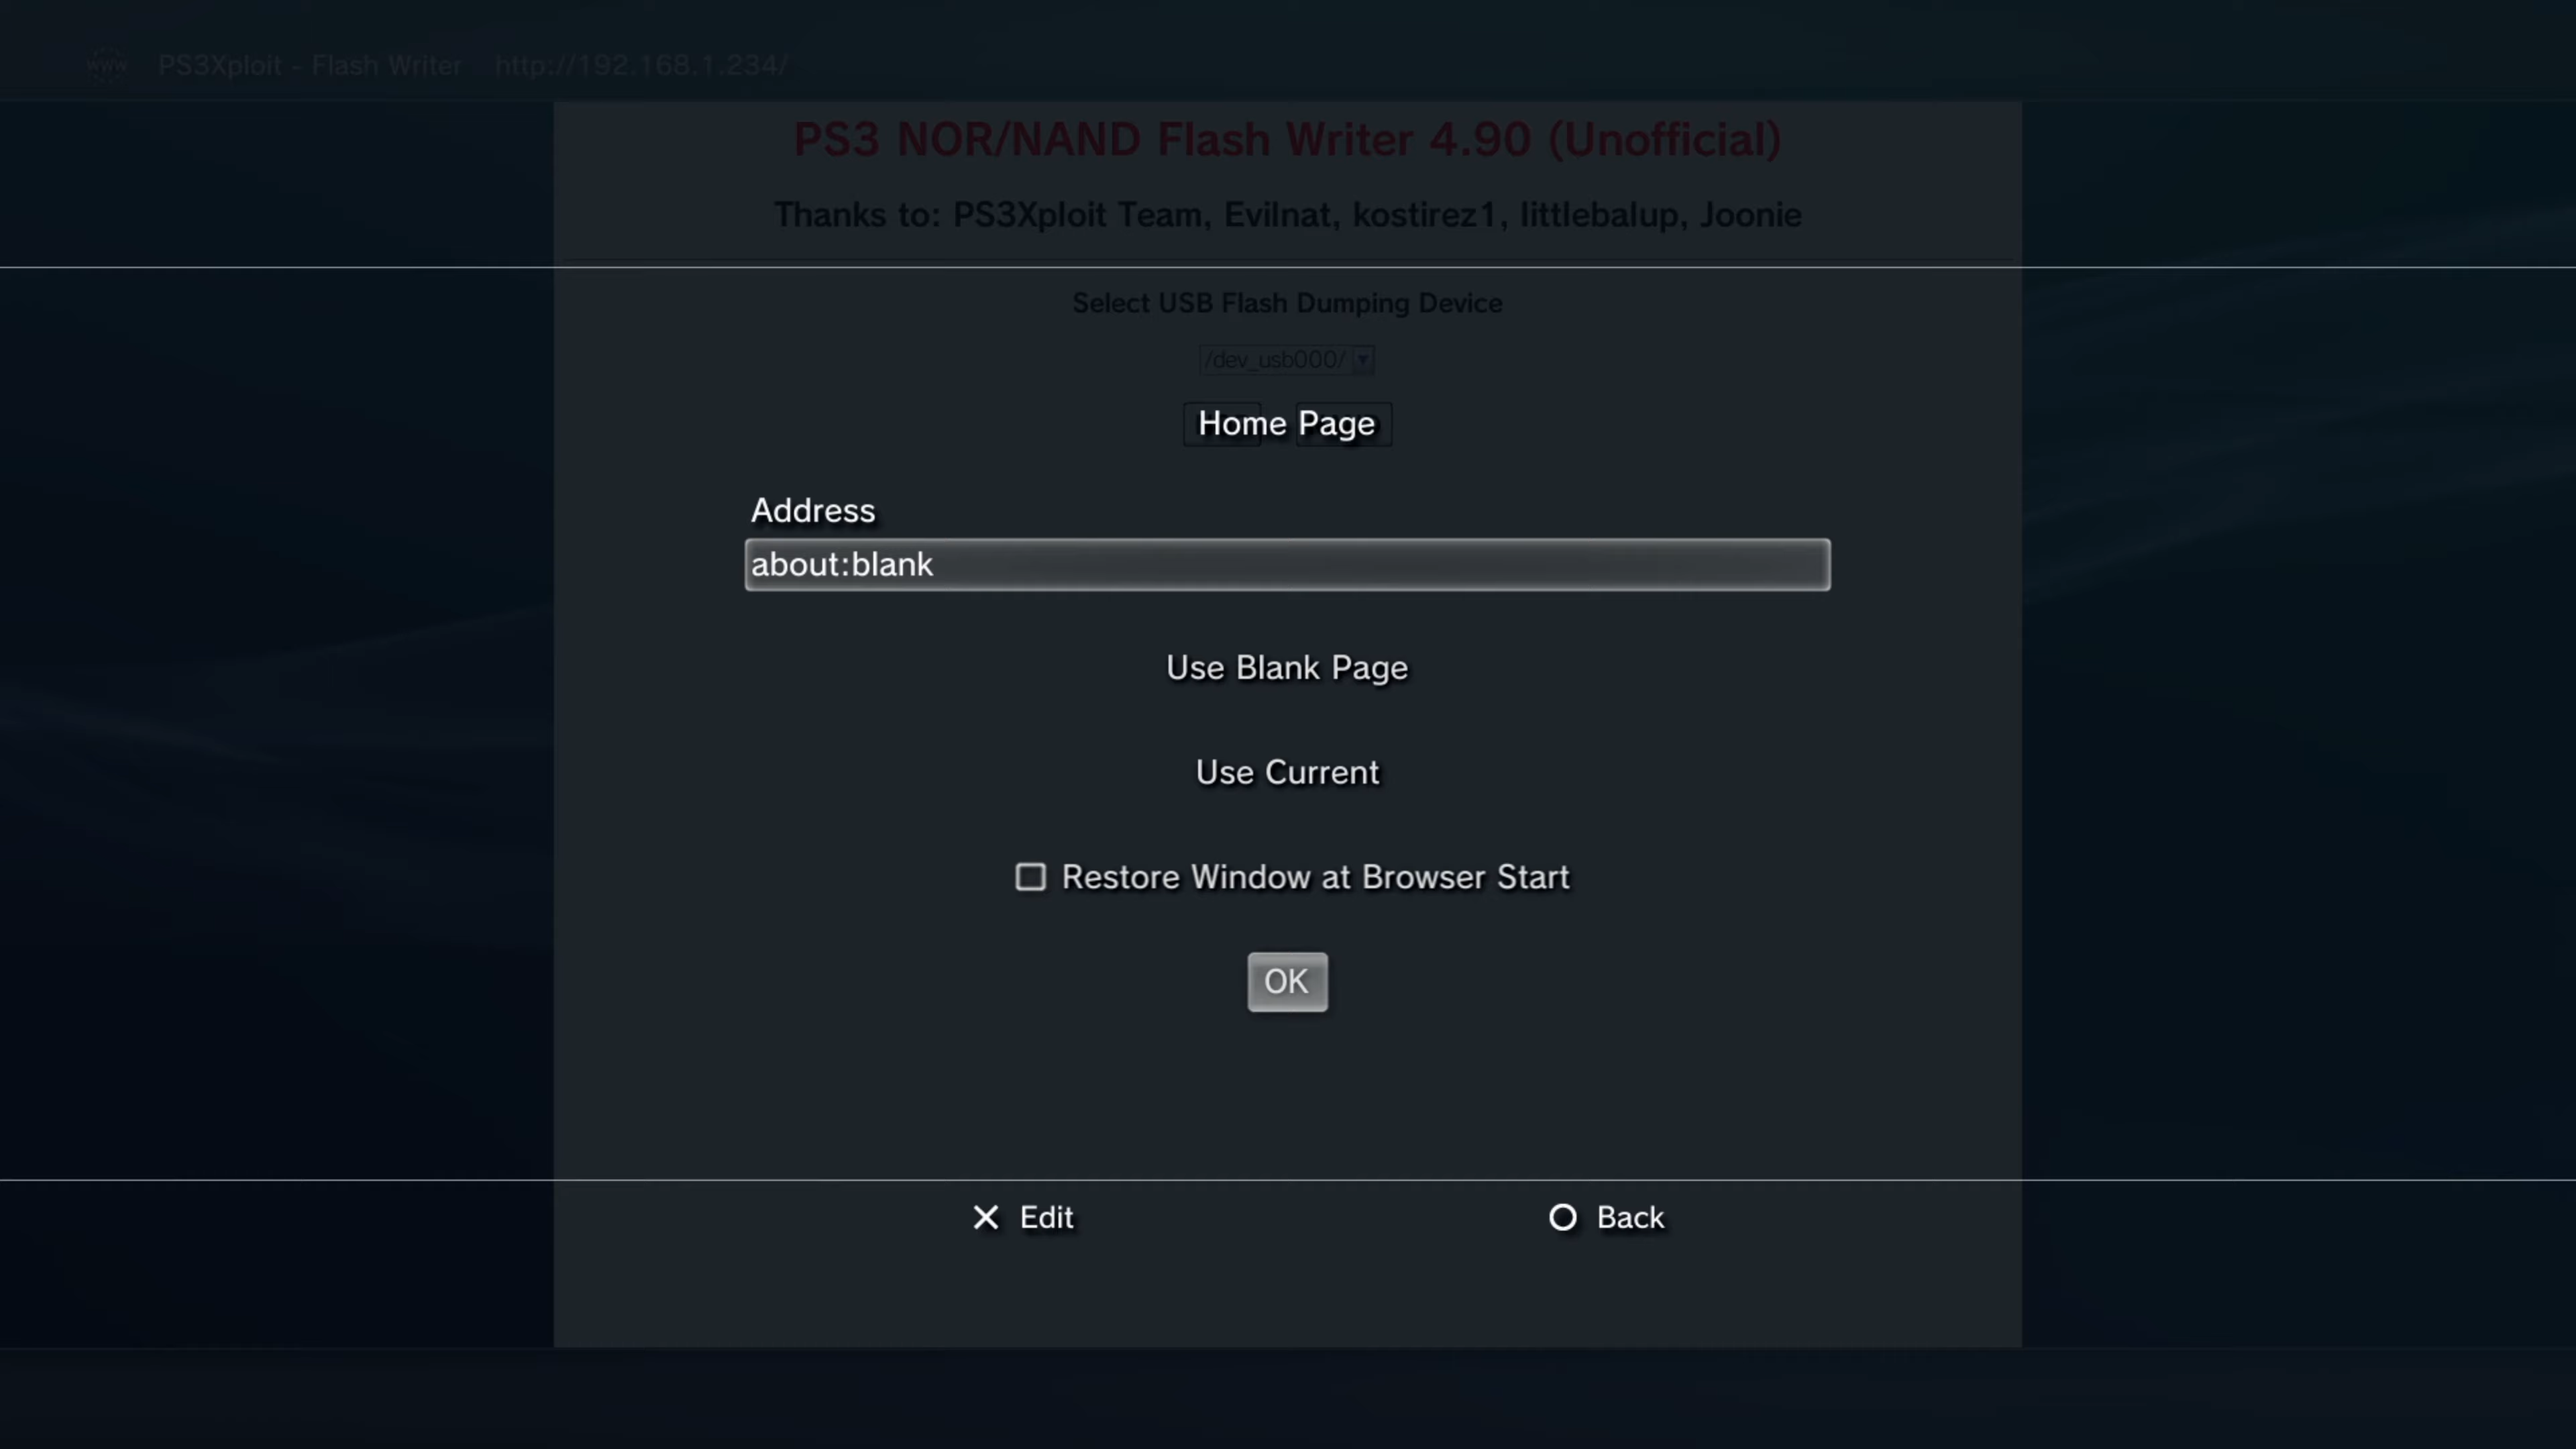 PS3Xploit - Flash Writer http://192.168.1.234/
PS3 NOR/NAND Flash Writer 4.90 (Unofficial)
Thanks to: PS3Xploit Team, Evilnat, kostirez1, littlebalup, Joonie
Select USB Flash Dumping Device
/dev_usb000/
Home Page
Address
about:blank
Use Blank Page
Use Current
Restore Window at Browser Start
OK
Edit Back